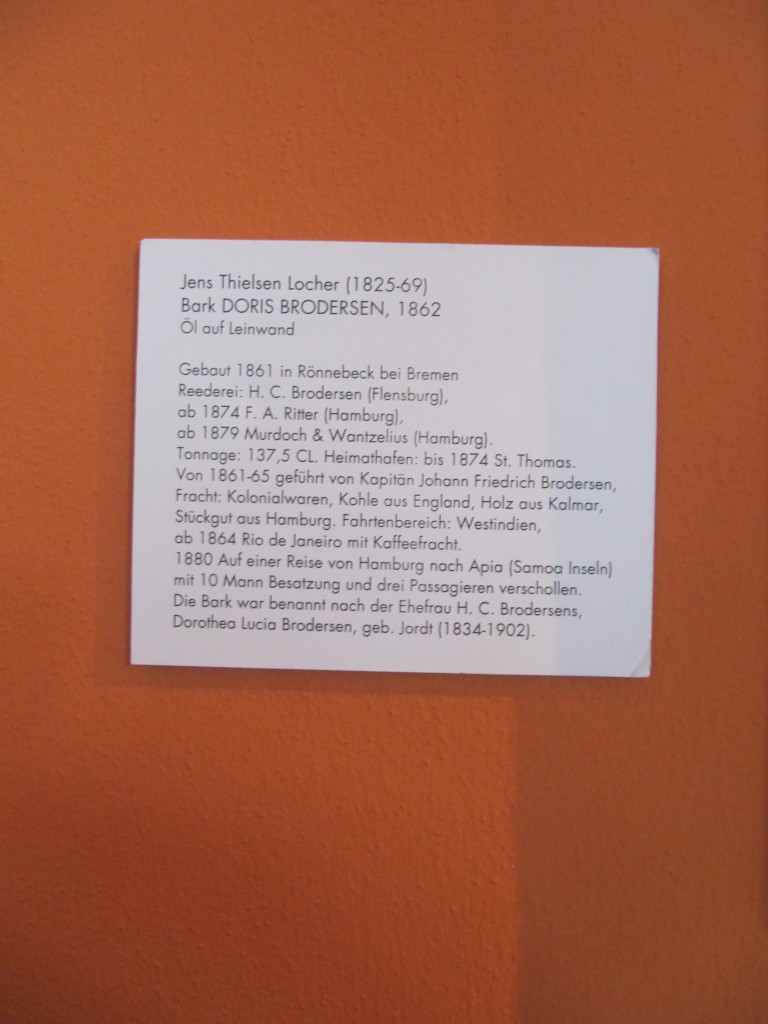 Jens Thielsen Locher (1825-69)
Bark DORIS BRODERSEN, 1862
Öl auf Leinwand
Gebaut 1861 in Rönnebeck bei Bremen
Reederei: H. C. Brodersen (Flensburg),
ab 1874 F. A. Ritter (Hamburg),
ab 1879 Murdoch & Wantzelius (Hamburg).
Tonnage: 137,5 CL. Heimathafen: bis 1874 St. Thomas.
Von 1861-65 geführt von Kapitän Johann Friedrich Brodersen,
Fracht: Kolonialwaren, Kohle aus England, Holz aus Kalmar,
Stückgut aus Hamburg. Fahrtenbereich: Westindien,
ab 1864 Rio de Janeiro mit Kaffeefracht.
1880 Auf einer Reise von Hamburg nach Apia (Samoa Inseln)
mit 10 Mann Besatzung und drei Passagieren verschollen.
Die Bark war benannt nach der Ehefrau H. C. Brodersens,
Dorothea Lucia Brodersen, geb. Jordt (1834-1902).